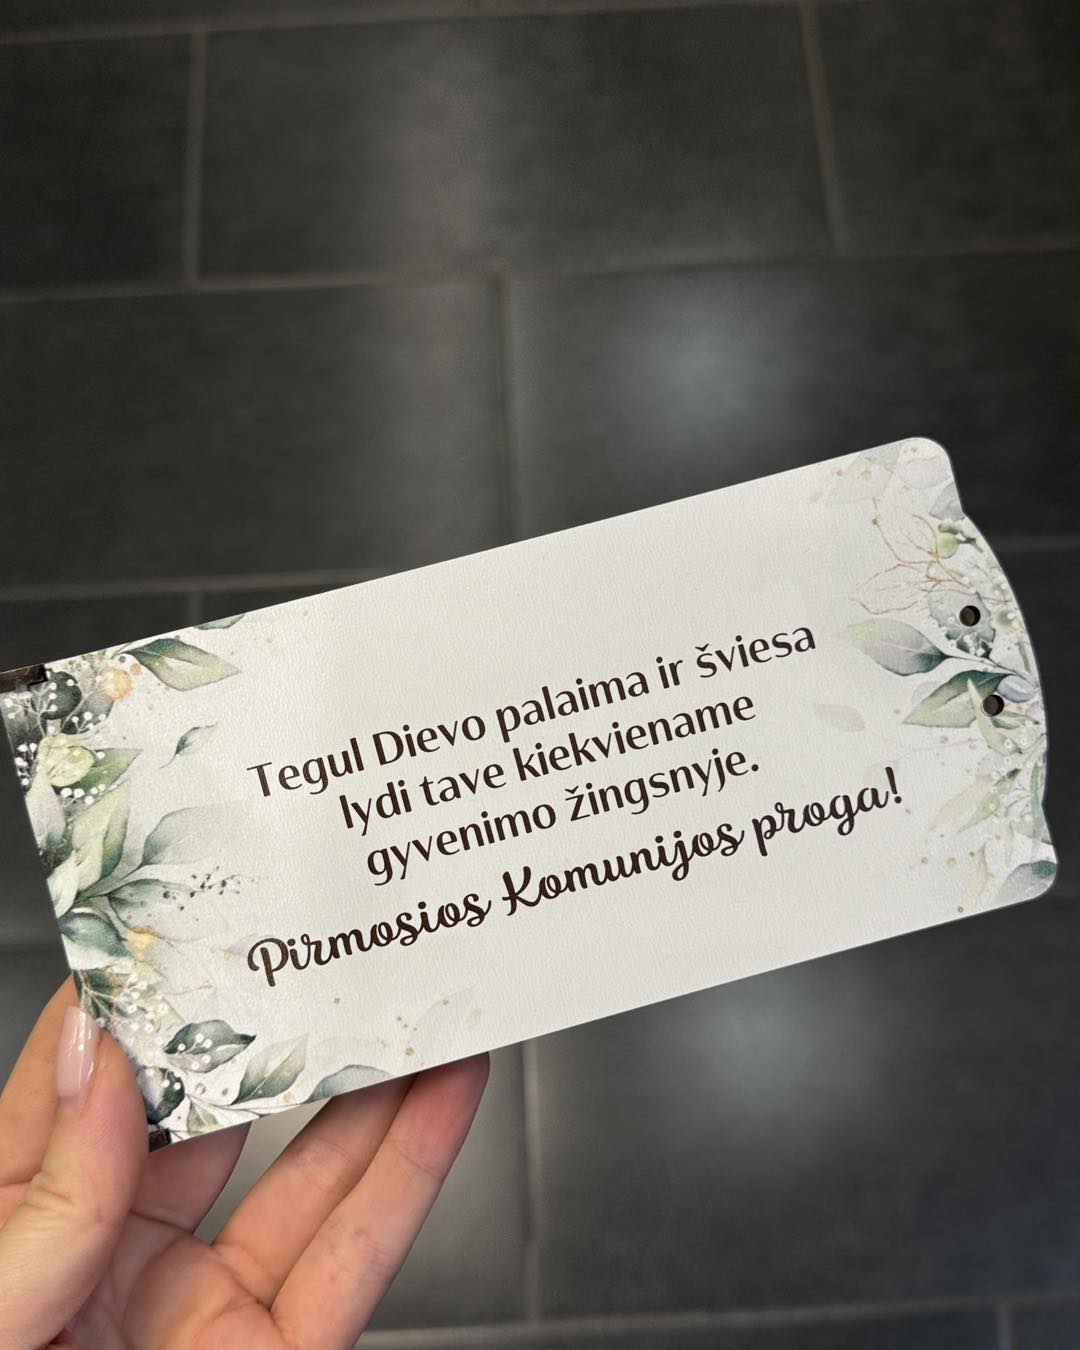 Tegul Dievo palaima ir šviesa
lydi tave kiekviename
gyvenimo žingsnyje.
Pirmosios Komunijos proga!